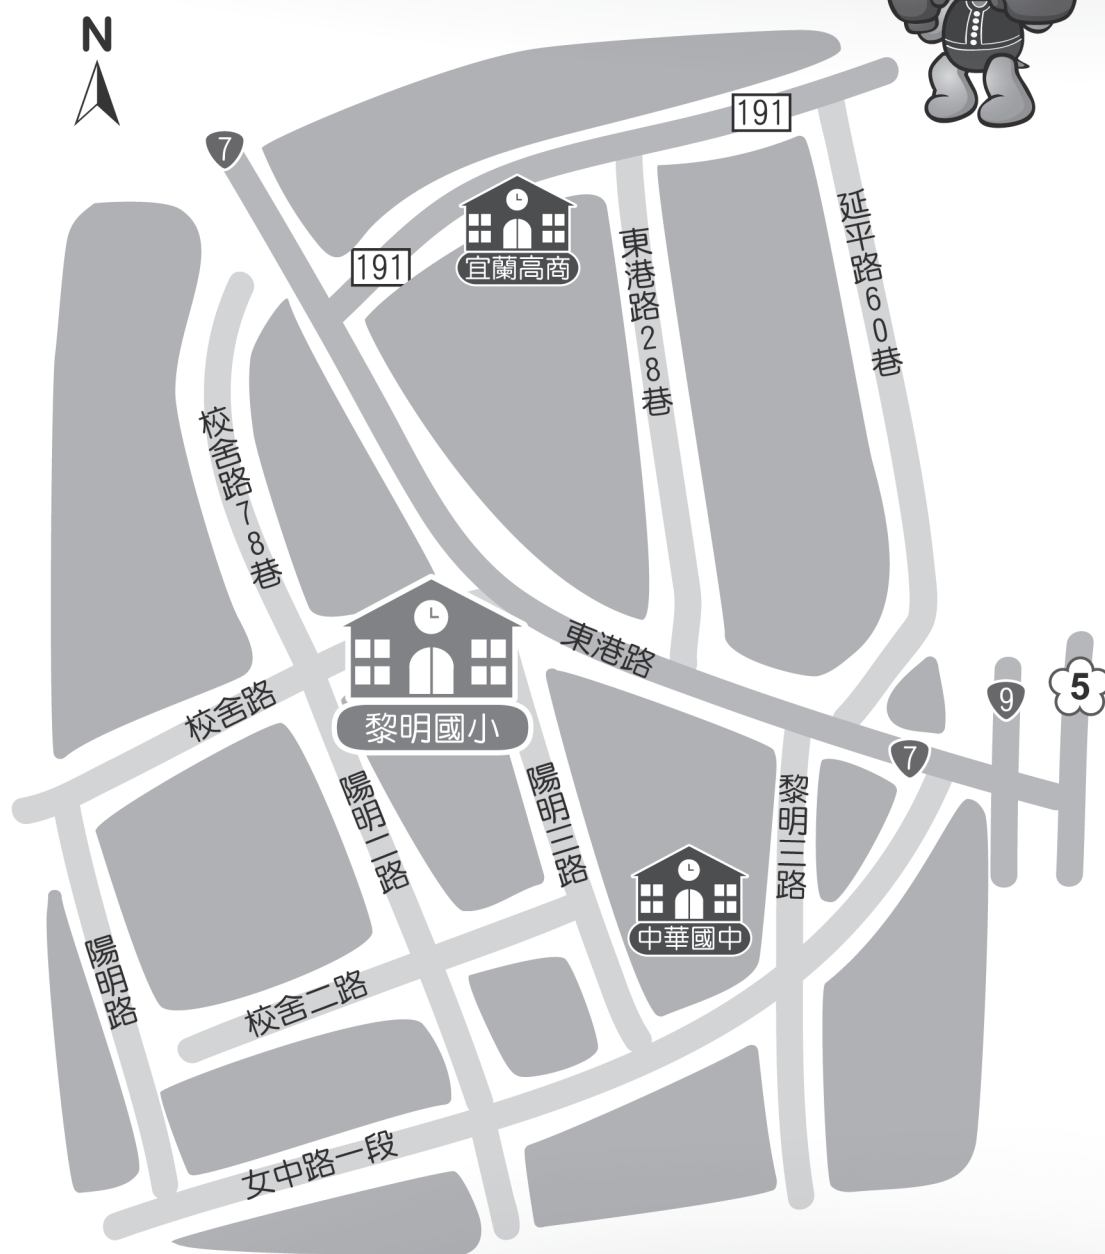 N
191
7
191
宜蘭高商
東港路28巷
延平路60巷
校舍路78巷
東港路
校舍路
黎明國小
9
5
7
陽明二路
陽明三路
黎明三路
中華國中
陽明路
校舍二路
女中路一段